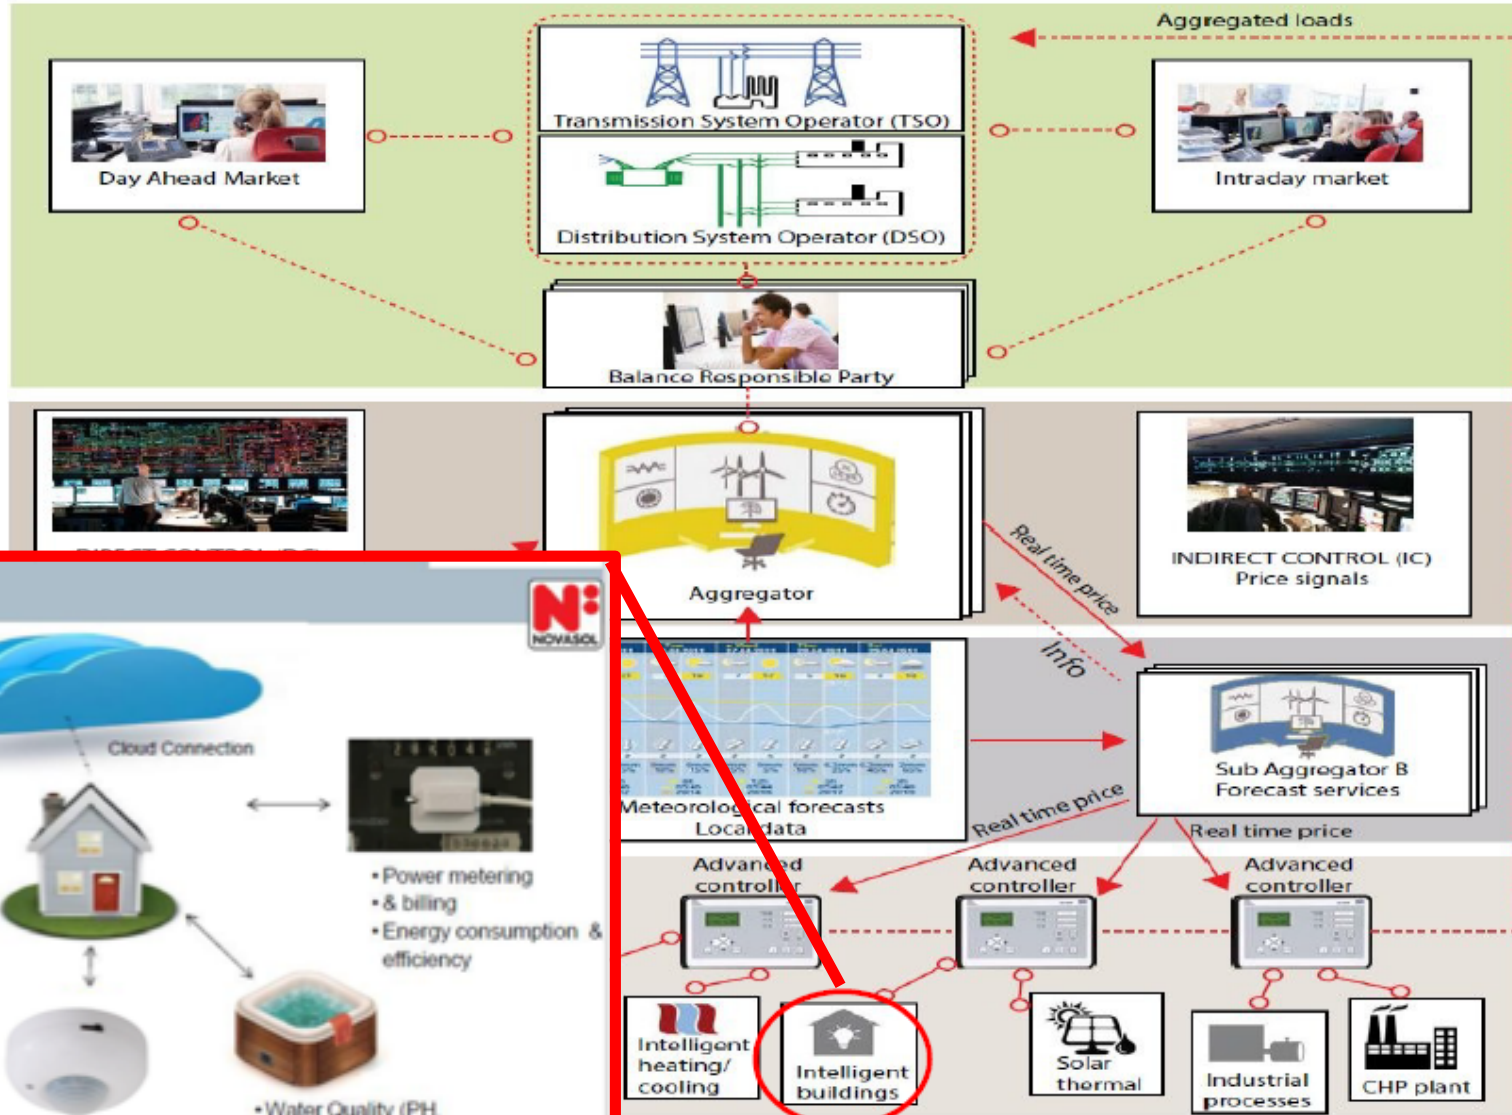 Aggregated loads
Transmission System Operator (TSO)
Day Ahead Market
Intraday market
Distribution System Operator (DSO)
Balance Responsible Party
Aggregator
INDIRECT CONTROL (IC)
Price signals
Real time price
Info
N:
NOVASOL
Cloud Connection
Meteorological forecasts
Local data
Sub Aggregator B
Forecast services
Real time price
Real time price
• Power metering
• & billing
• Energy consumption &
efficiency
Advanced
controller
Advanced
controller
Advanced
controller
Intelligent
heating/
cooling
Intelligent
buildings
Solar
thermal
Industrial
processes
CHP plant
• Water Quality (PH,